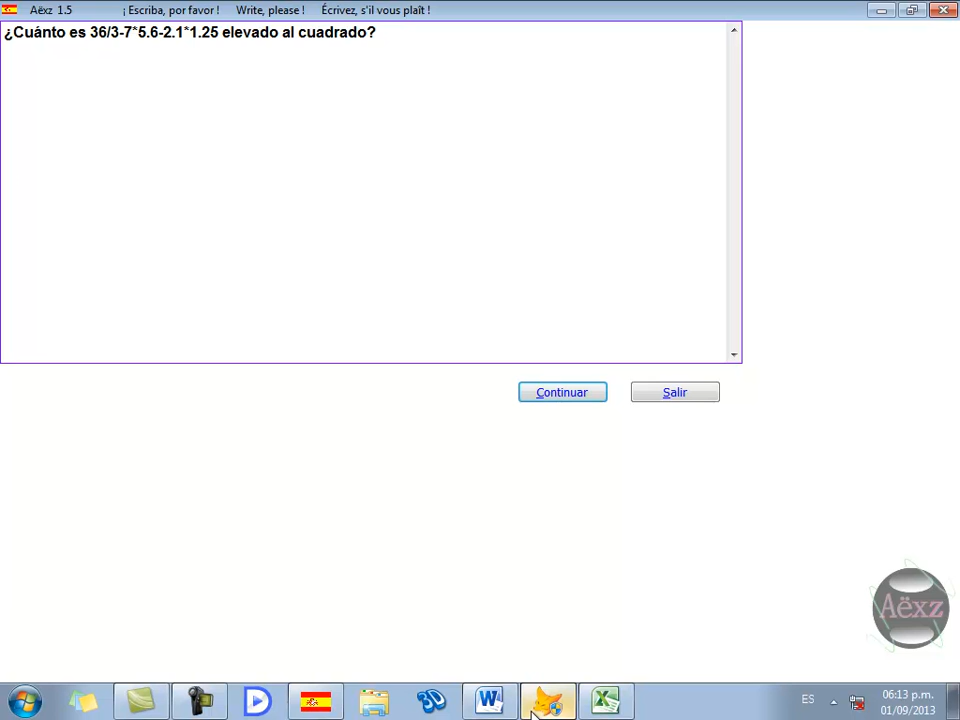 Aëxz 1.5 ¡ Escriba, por favor ! Write, please ! Écrivez, s'il vous plaît !
¿Cuánto es 36/3-7*5.6-2.1*1.25 elevado al cuadrado?
Continuar Salir
Aëxz
3D
W
X
ES
06:13 p.m.
01/09/2013